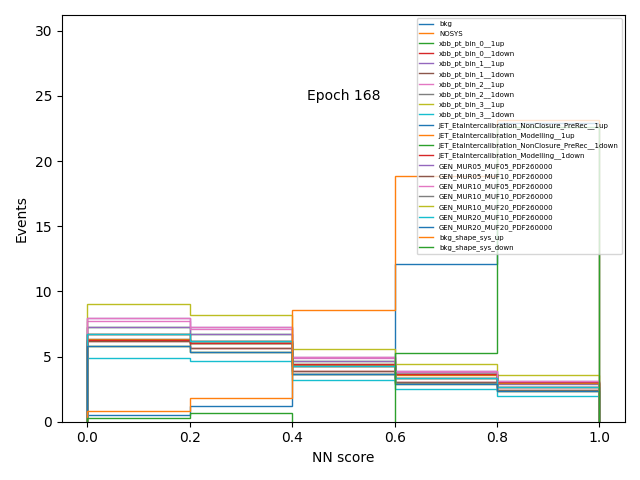 bkg
NOSYS
xbb_pt_bin_0__1up
xbb_pt_bin_0__1down
xbb_pt_bin_1__1up
xbb_pt_bin_1__1down
xbb_pt_bin_2__1up
xbb_pt_bin_2__1down
xbb_pt_bin_3__1up
xbb_pt_bin_3__1down
JET_EtaIntercalibration_NonClosure_PreRec__1up
JET_EtaIntercalibration_Modelling__1up
JET_EtaIntercalibration_NonClosure_PreRec__1down
JET_EtaIntercalibration_Modelling__1down
GEN_MUR05_MUF05_PDF260000
GEN_MUR05_MUF10_PDF260000
GEN_MUR10_MUF05_PDF260000
GEN_MUR10_MUF10_PDF260000
GEN_MUR10_MUF20_PDF260000
GEN_MUR20_MUF10_PDF260000
GEN_MUR20_MUF20_PDF260000
bkg_shape_sys_up
bkg_shape_sys_down
Epoch 168
30
25
20
15
10
5
0
Events
0.0 0.2 0.4 0.6 0.8 1.0
NN score